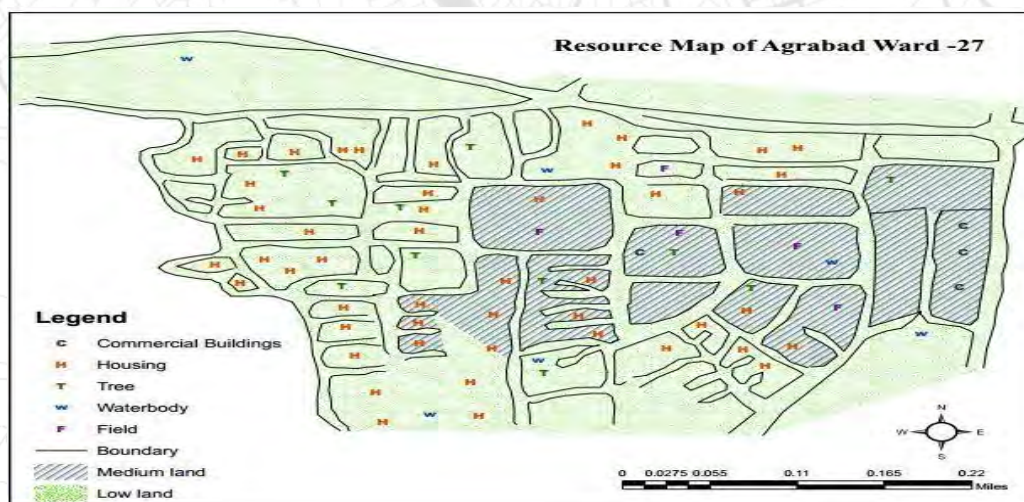 Resource Map of Agrabad Ward -27
W
H
H
T
H
H
H
H
H
H
H
H
H
W
F
H
H
H
T
H
T
H
H
T
H
H
H
T
H
H
H
F
C
F
T
F
W
C
C
C
H
H
H
H
H
H
T
T
H
H
T
H
T
H
H
H
H
H
H
H
H
F
H
H
H
H
H
H
H
H
W
T
W
H
H
H
W
H
Legend
C Commercial Buildings
H Housing
T Tree
W Waterbody
F Field
Boundary
Medium land
Low land
N
W E
S
0 0.0275 0.055 0.11 0.165 0.22
Miles